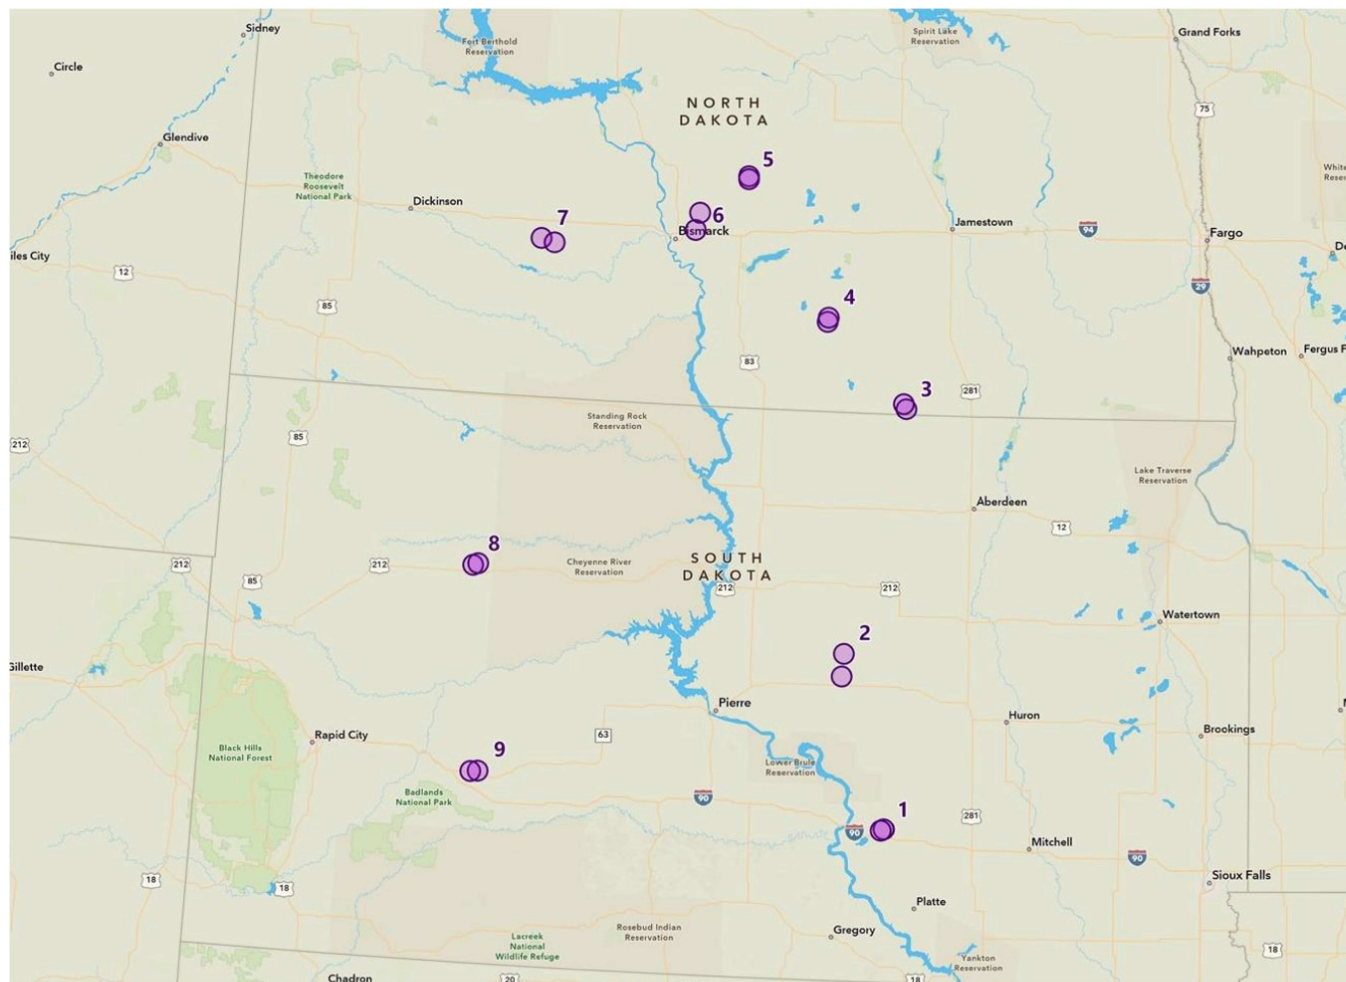 Sidney
Grand Forks
Spirit Lake
Reservation
Fort Berthold
Reservation
Circle
NORTH
DAKOTA
75
Glendive
5
White
Reser
Theodore
Roosevelt
National Park
Dickinson
7
6
Bismarck
Jamestown
94
Fargo
De
iles City
12
29
85
4
Wahpeton
Fergus F
83
3
281
Standing Rock
Reservation
85
212
Lake Traverse
Reservation
Aberdeen
12
8
SOUTH
DAKOTA
212
212
Cheyenne River
Reservation
85
212
212
Watertown
2
Gillette
Pierre
Huron
Brookings
Rapid City
63
Black Hills
National Forest
9
Lower Brule
Reservation
Badlands
National Park
90
1
281
90
Mitchell
90
18
18
Sioux Falls
Platte
Rosebud Indian
Reservation
Gregory
Lacreek
National
Wildlife Refuge
18
Yankton
Reservation
Chadron
20
18